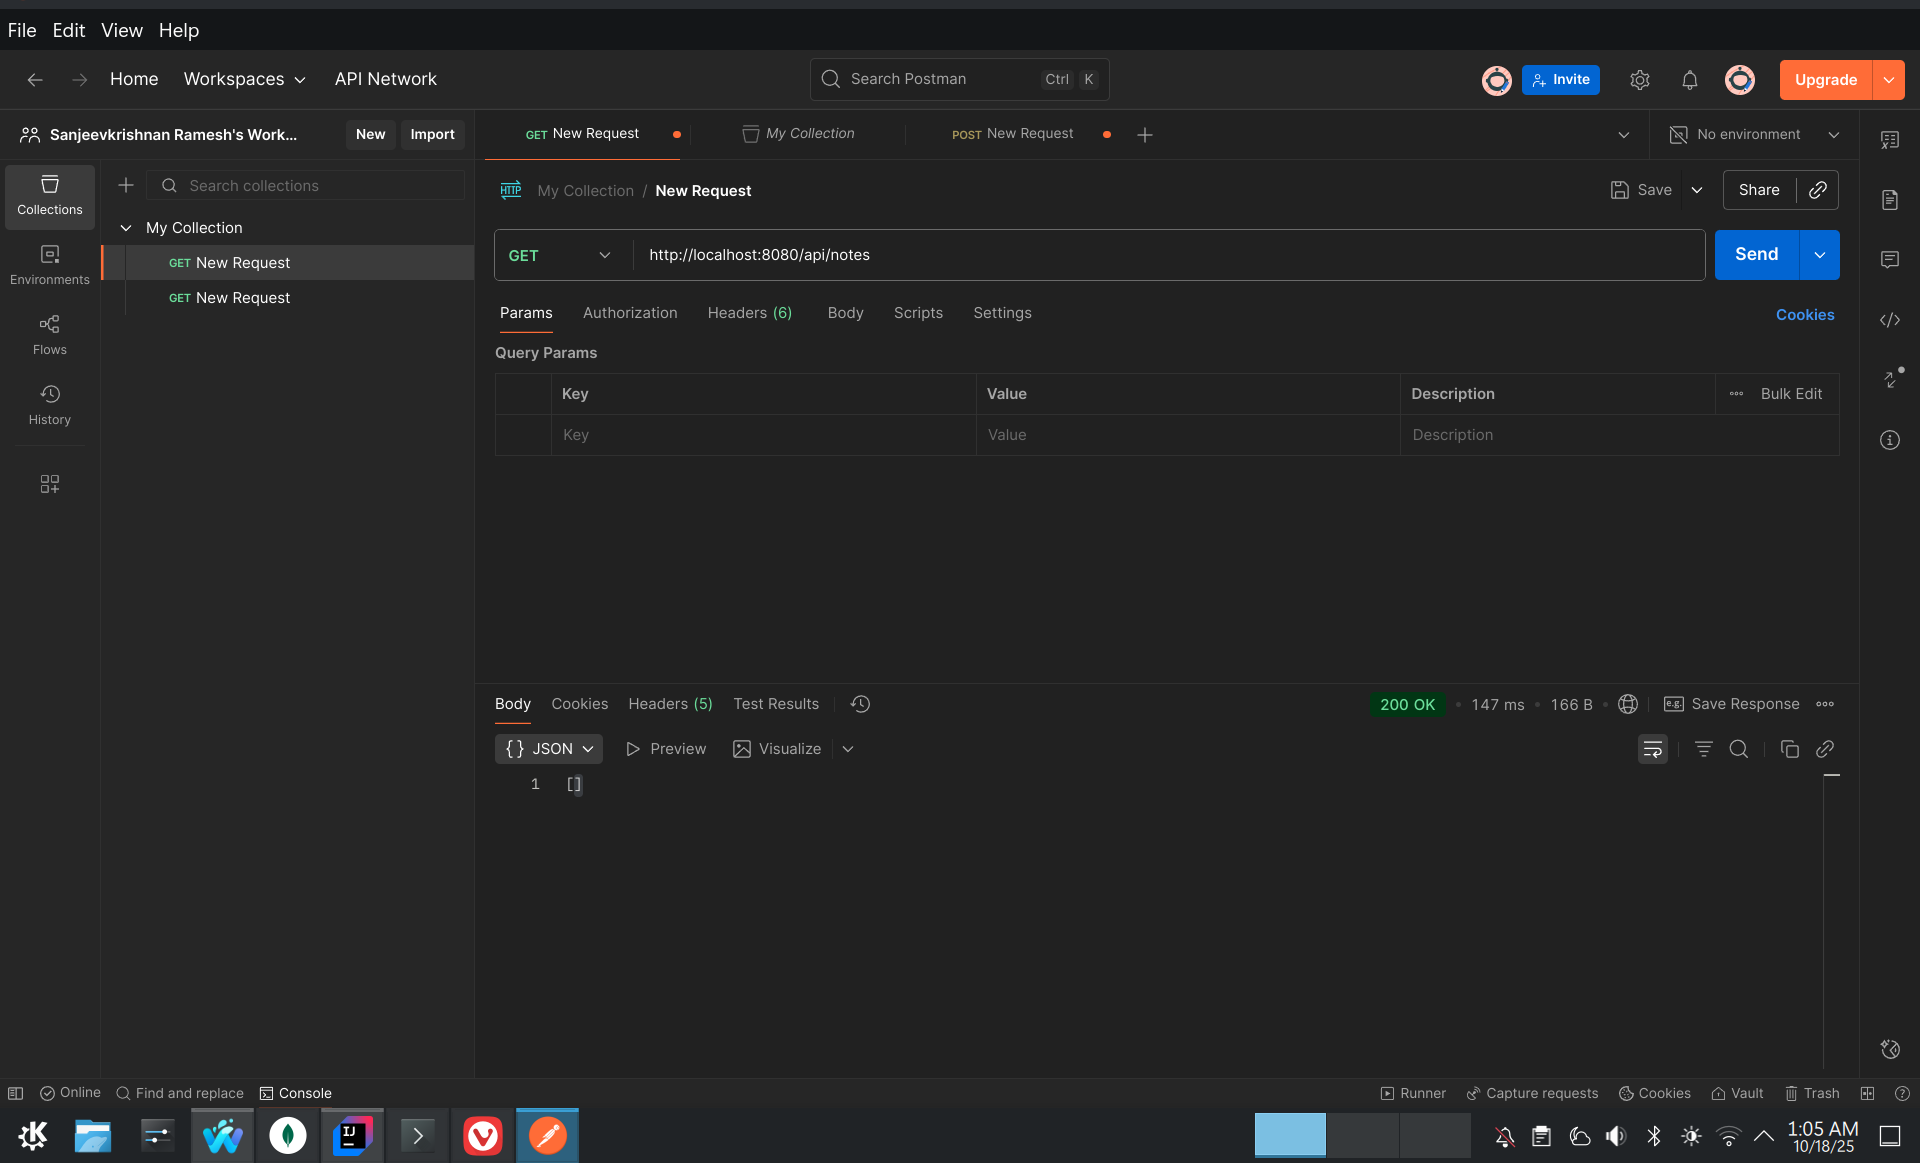 File Edit View Help
Home Workspaces API Network
Search Postman Ctrl K
Invite
Upgrade
Sanjeevkrishnan Ramesh's Work... New Import
GET New Request My Collection POST New Request
No environment
Collections
Environments
Flows
History
Search collections
My Collection
GET New Request
GET New Request
HTTP My Collection / New Request
Save Share
GET http://localhost:8080/api/notes Send
Params Authorization Headers (6) Body Scripts Settings Cookies
Query Params
Key Value Description Bulk Edit
Key Value Description
Body Cookies Headers (5) Test Results
200 OK • 147 ms • 166 B • e.g. Save Response
{} JSON Preview Visualize
1 []
Online Find and replace Console
Runner Capture requests Cookies Vault Trash
IJ
1:05 AM
10/18/25